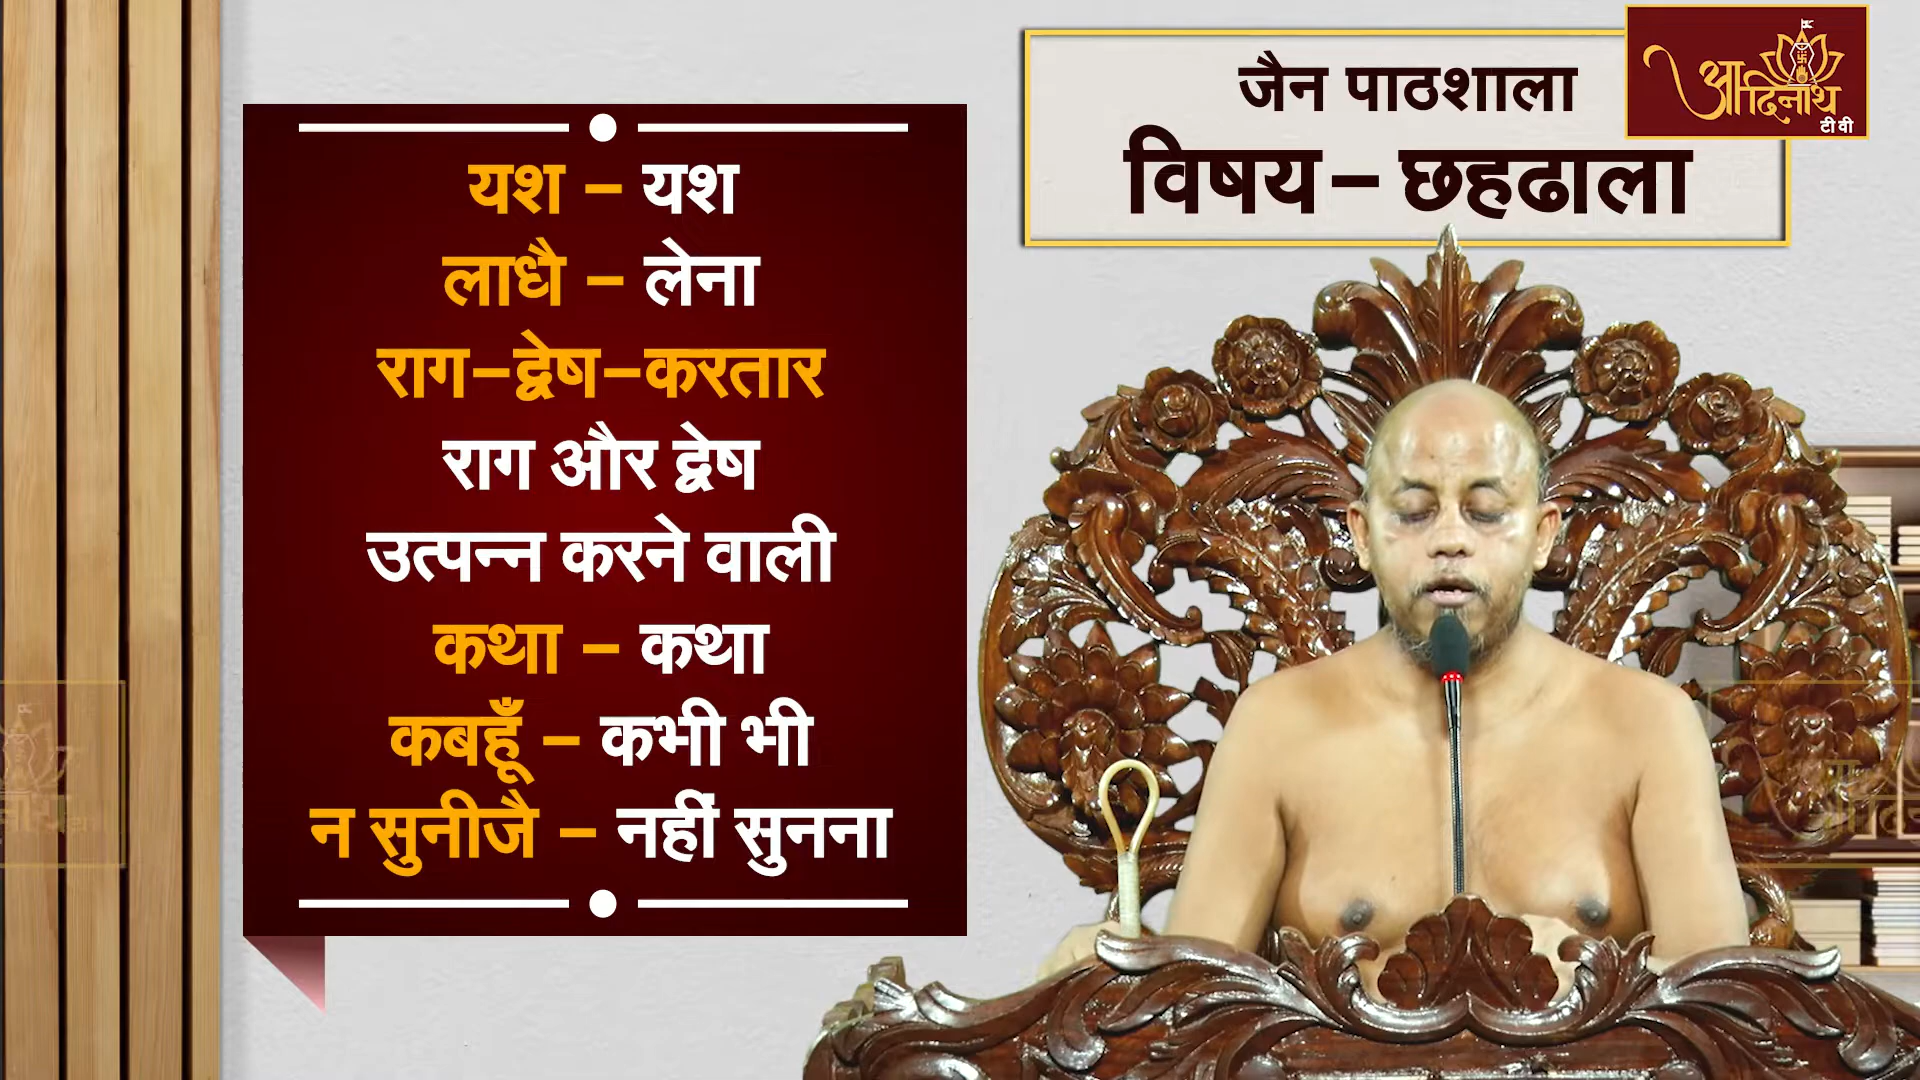 यश – यश
लाधै – लेना
राग–द्वेष–करतार
राग और द्वेष
उत्पन्न करने वाली
कथा – कथा
कबहूँ – कभी भी
न सुनीजै – नहीं सुनना
जैन पाठशाला
विषय – छहढाला
आदिनाथ
टी वी